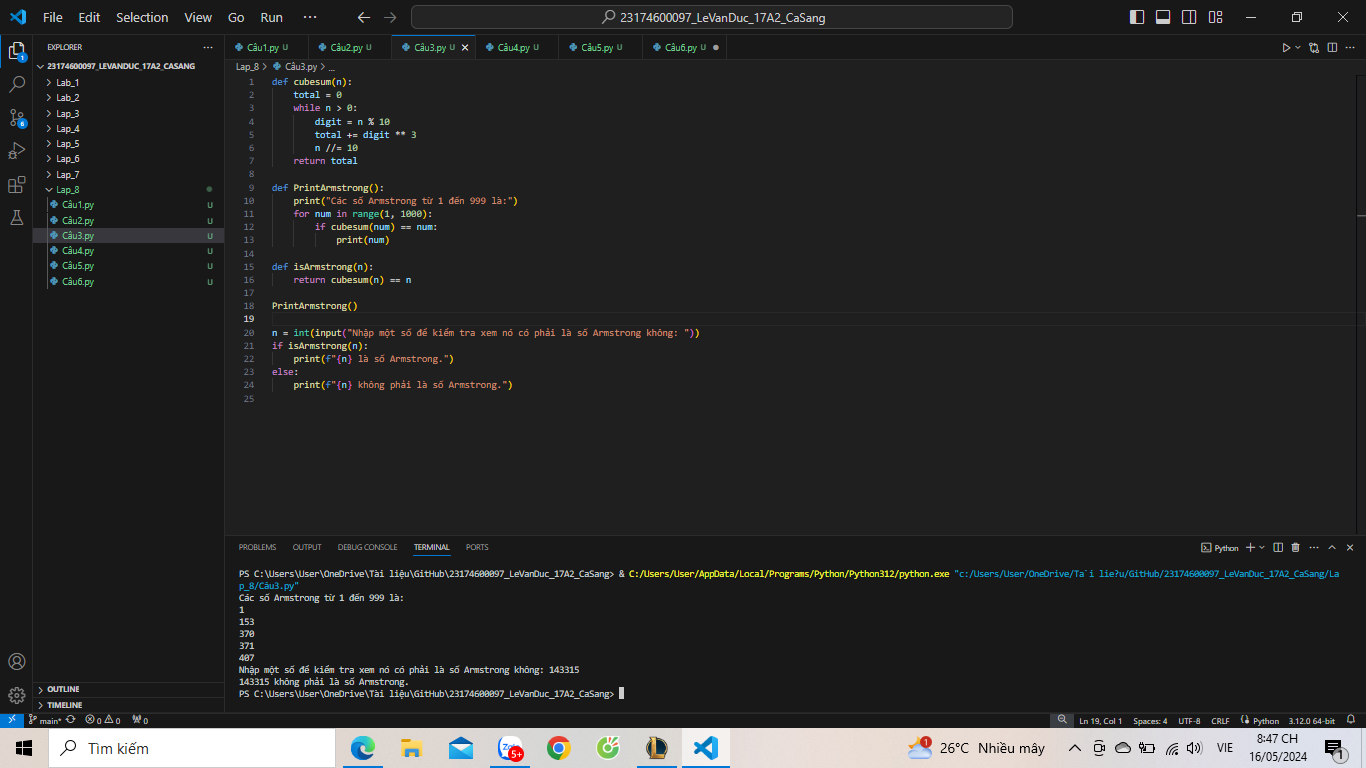 File Edit Selection View Go Run ··· 23174600097_LeVanDuc_17A2_CaSang
EXPLORER
23174600097_LEVANDUC_17A2_CASANG
Lab_1
Lab_2
Lap_3
Lap_4
Lap_5
Lap_6
Lap_7
Lap_8
Câu1.py U
Câu2.py U
Câu3.py U
Câu4.py U
Câu5.py U
Câu6.py U
OUTLINE
TIMELINE
1
6
Câu1.py U Câu2.py U Câu3.py U Câu4.py U Câu5.py U Câu6.py U
Lap_8 > Câu3.py > ...
1 def cubesum(n):
2 total = 0
3 while n > 0:
4 digit = n % 10
5 total += digit ** 3
6 n //= 10
7 return total
8
9 def PrintArmstrong():
10 print("Các số Armstrong từ 1 đến 999 là:")
11 for num in range(1, 1000):
12 if cubesum(num) == num:
13 print(num)
14
15 def isArmstrong(n):
16 return cubesum(n) == n
17
18 PrintArmstrong()
19
20 n = int(input("Nhập một số để kiểm tra xem nó có phải là số Armstrong không: "))
21 if isArmstrong(n):
22 print(f"{n} là số Armstrong.")
23 else:
24 print(f"{n} không phải là số Armstrong.")
25
PROBLEMS OUTPUT DEBUG CONSOLE TERMINAL PORTS Python
PS C:\Users\User\OneDrive\Tài liệu\GitHub\23174600097_LeVanDuc_17A2_CaSang> & C:/Users/User/AppData/Local/Programs/Python/Python312/python.exe "c:/Users/User/OneDrive/Ta`i lie?u/GitHub/23174600097_LeVanDuc_17A2_CaSang/La
p_8/Câu3.py"
Các số Armstrong từ 1 đến 999 là:
1
153
370
371
407
Nhập một số để kiểm tra xem nó có phải là số Armstrong không: 143315
143315 không phải là số Armstrong.
PS C:\Users\User\OneDrive\Tài liệu\GitHub\23174600097_LeVanDuc_17A2_CaSang>
main* 0 0 0 Ln 19, Col 1 Spaces: 4 UTF-8 CRLF Python 3.12.0 64-bit
Tìm kiếm Zalo 5+ 1 26°C Nhiều mây VIE 8:47 CH
16/05/2024 1